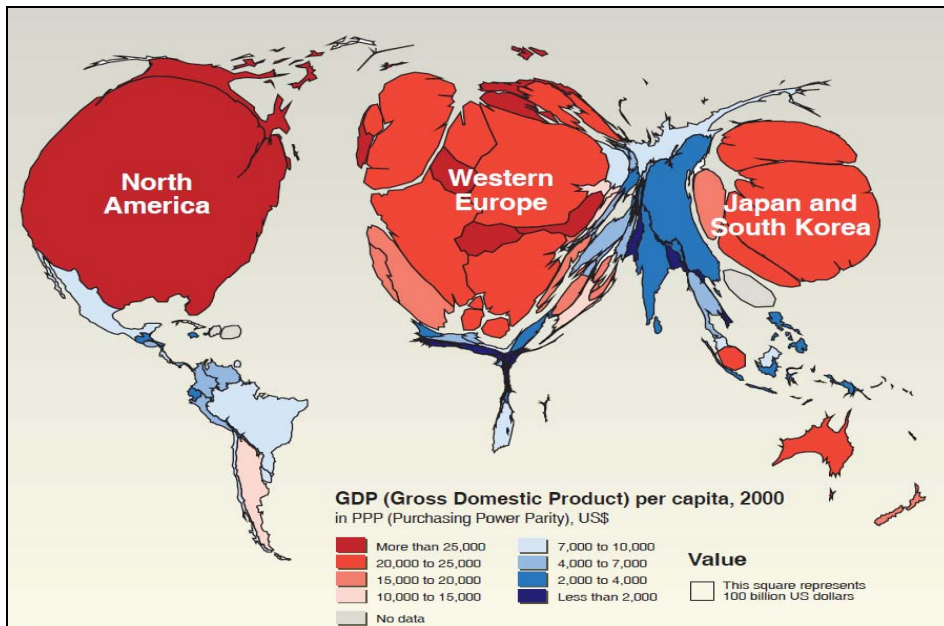 North
America
Western
Europe
Japan and
South Korea
GDP (Gross Domestic Product) per capita, 2000
in PPP (Purchasing Power Parity), US$
More than 25,000
20,000 to 25,000
15,000 to 20,000
10,000 to 15,000
No data
7,000 to 10,000
4,000 to 7,000
2,000 to 4,000
Less than 2,000
Value
This square represents
100 billion US dollars